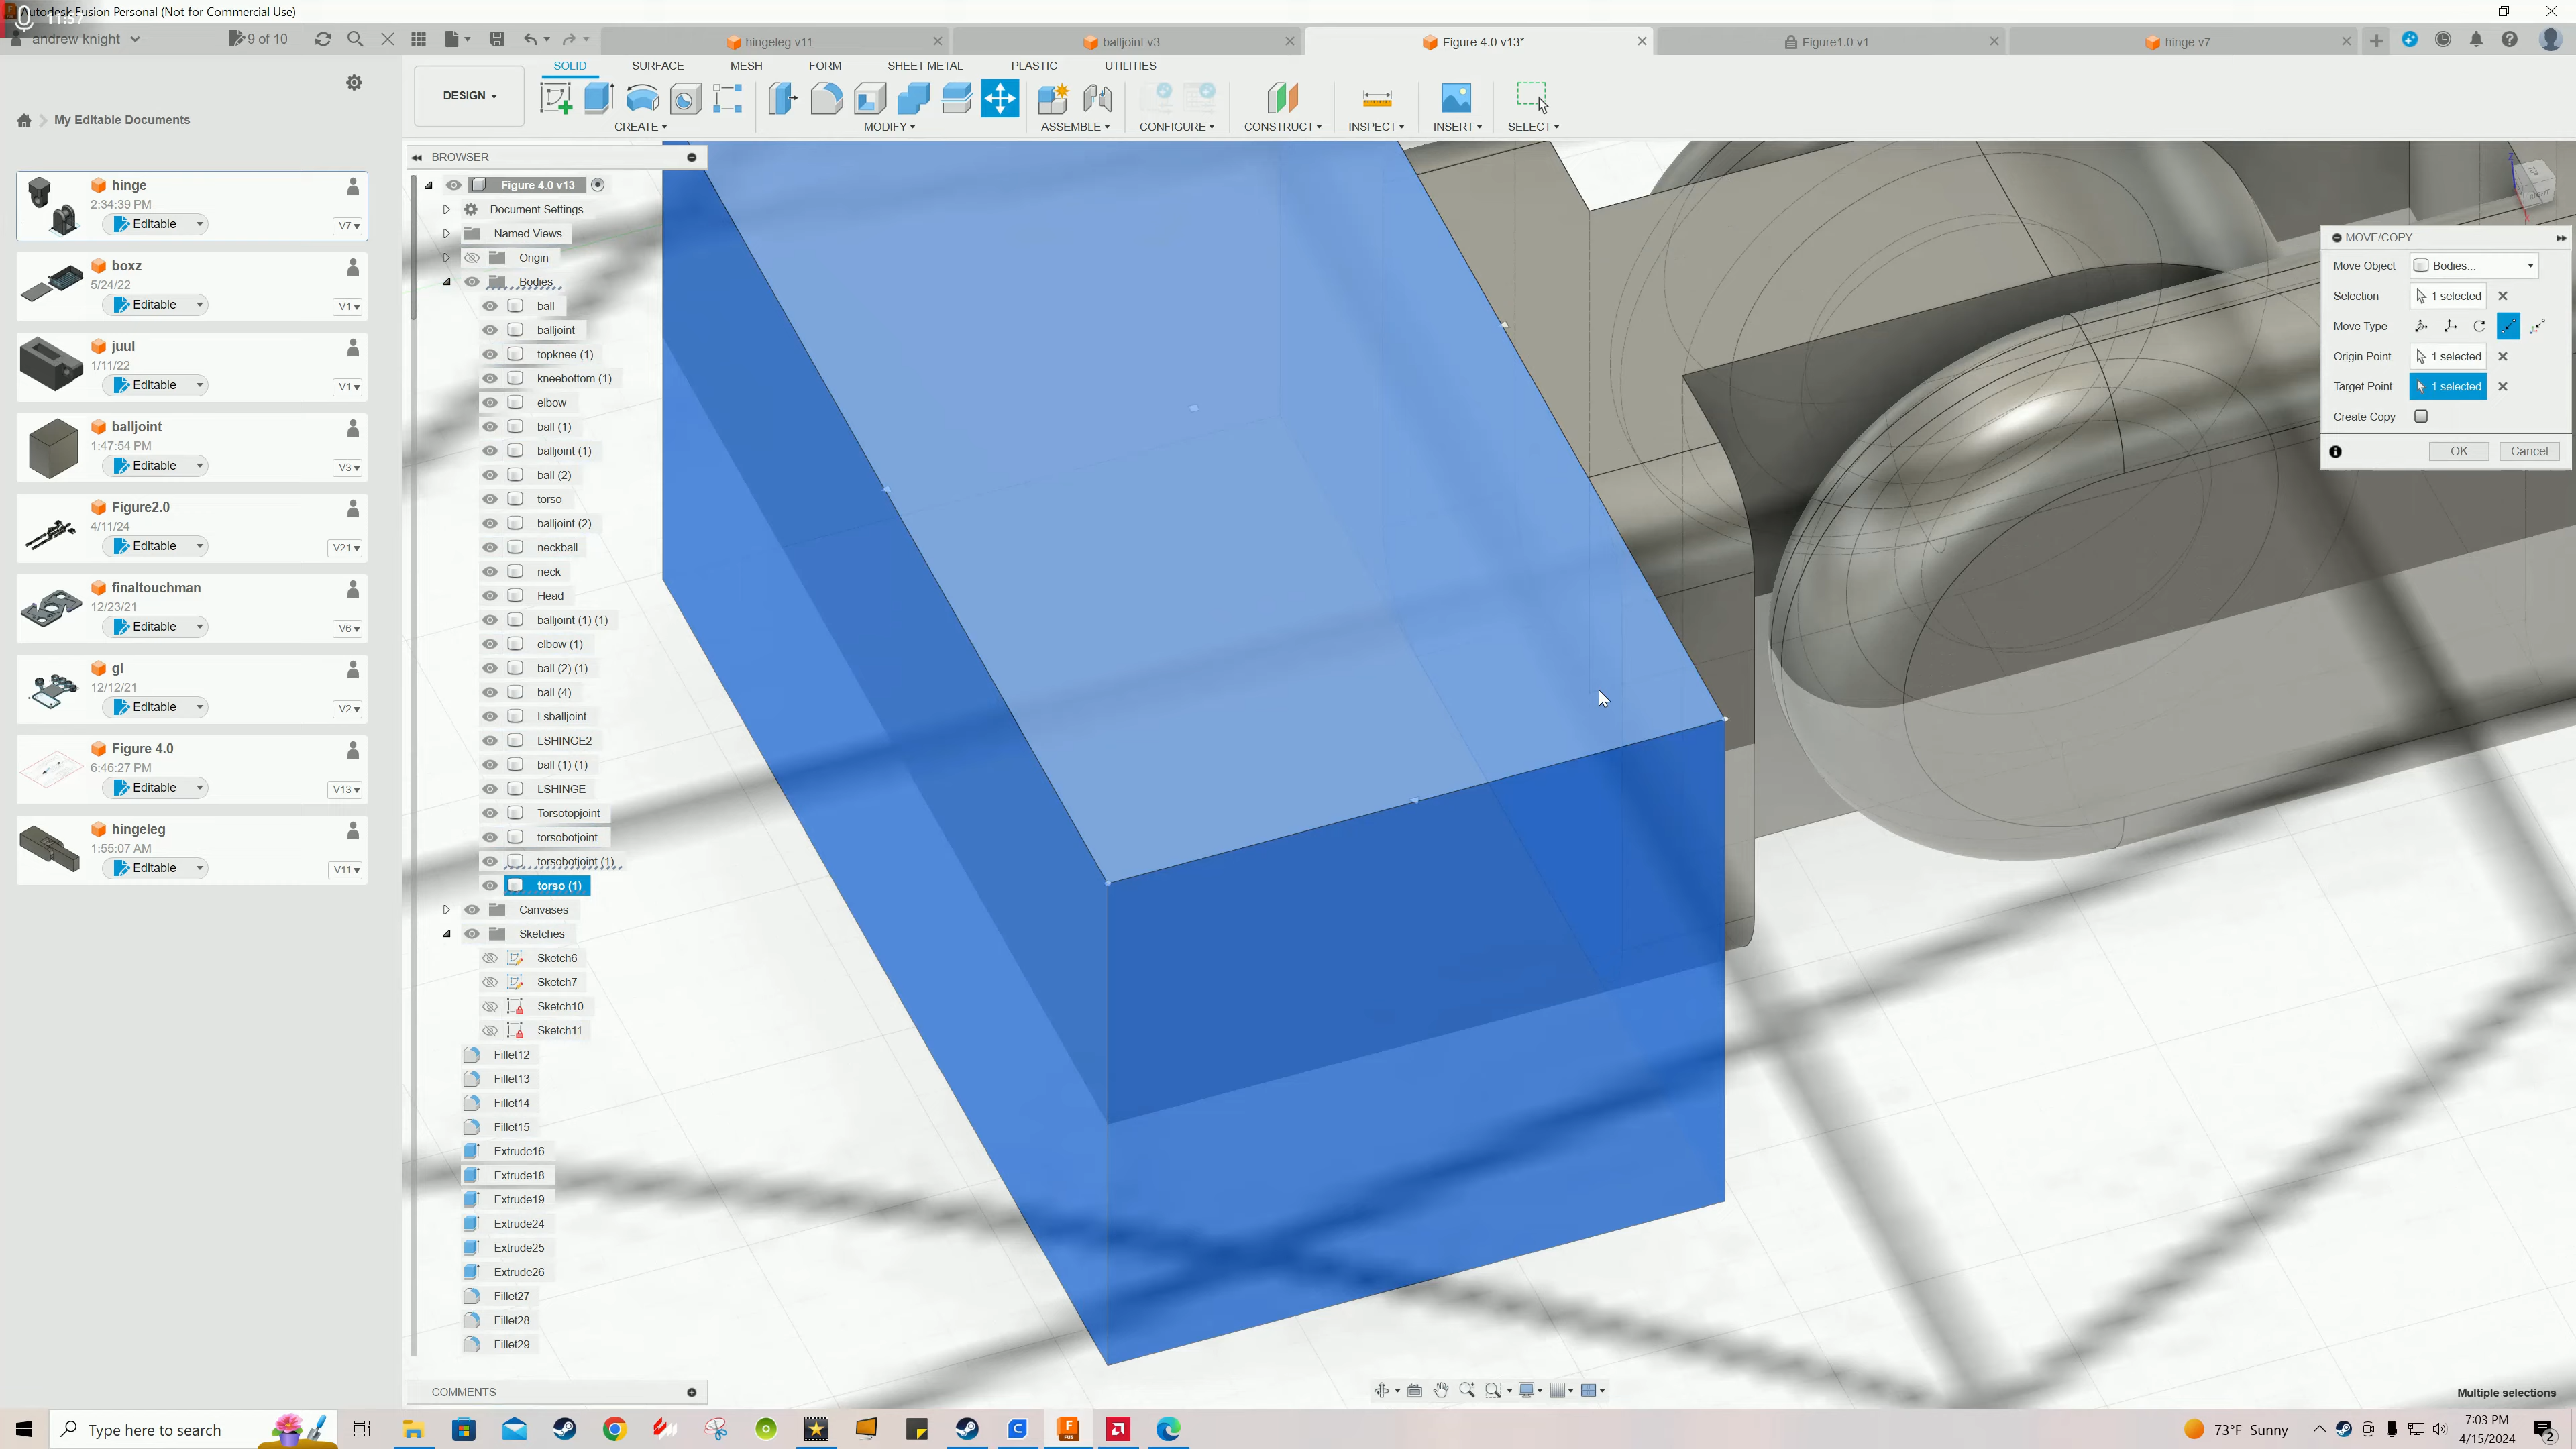 Autodesk Fusion Personal (Not for Commercial Use)
11:57
andrew knight
9 of 10
hingeleg v11
balljoint v3
Figure 4.0 v13*
Figure1.0 v1
hinge v7
SOLID
SURFACE
MESH
FORM
SHEET METAL
PLASTIC
UTILITIES
DESIGN
CREATE
MODIFY
ASSEMBLE
CONFIGURE
CONSTRUCT
INSPECT
INSERT
SELECT
My Editable Documents
hinge
2:34:39 PM
Editable
V7
boxz
5/24/22
Editable
V1
juul
1/11/22
Editable
V1
balljoint
1:47:54 PM
Editable
V3
Figure2.0
4/11/24
Editable
V21
finaltouchman
12/23/21
Editable
V6
gl
12/12/21
Editable
V2
Figure 4.0
6:46:27 PM
Editable
V13
hingeleg
1:55:07 AM
Editable
V11
BROWSER
Figure 4.0 v13
Document Settings
Named Views
Origin
Bodies
ball
balljoint
topknee (1)
kneebottom (1)
elbow
ball (1)
balljoint (1)
ball (2)
torso
balljoint (2)
neckball
neck
Head
balljoint (1) (1)
elbow (1)
ball (2) (1)
ball (4)
Lsballjoint
LSHINGE2
ball (1) (1)
LSHINGE
Torsotopjoint
torsobotjoint
torsobotjoint (1)
torso (1)
Canvases
Sketches
Sketch6
Sketch7
Sketch10
Sketch11
Fillet12
Fillet13
Fillet14
Fillet15
Extrude16
Extrude18
Extrude19
Extrude24
Extrude25
Extrude26
Fillet27
Fillet28
Fillet29
COMMENTS
MOVE/COPY
Move Object
Bodies...
Selection
1 selected
Move Type
Origin Point
1 selected
Target Point
1 selected
Create Copy
OK
Cancel
Multiple selections
Type here to search
73°F Sunny
7:03 PM
4/15/2024
2